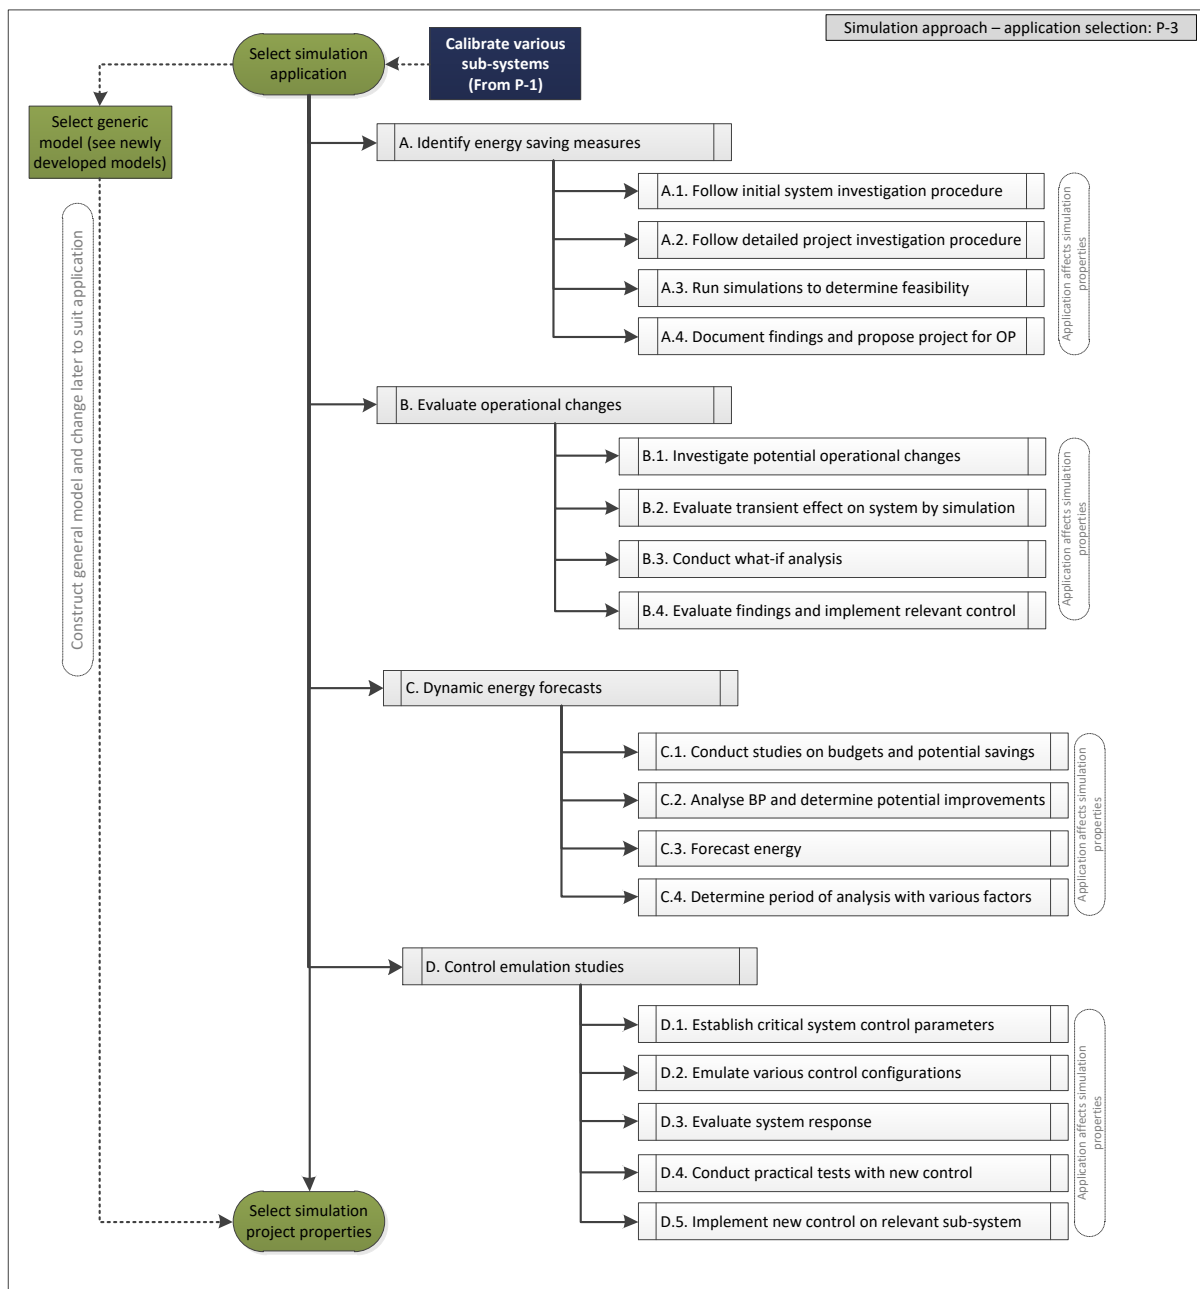 Simulation approach – application selection: P-3
Select simulation
application
Calibrate various
sub-systems
(From P-1)
Select generic
model (see newly
developed models)
Construct general model and change later to suit application
A. Identify energy saving measures
A.1. Follow initial system investigation procedure
A.2. Follow detailed project investigation procedure
A.3. Run simulations to determine feasibility
A.4. Document findings and propose project for OP
Application affects simulation
properties
B. Evaluate operational changes
B.1. Investigate potential operational changes
B.2. Evaluate transient effect on system by simulation
B.3. Conduct what-if analysis
B.4. Evaluate findings and implement relevant control
Application affects simulation
properties
C. Dynamic energy forecasts
C.1. Conduct studies on budgets and potential savings
C.2. Analyse BP and determine potential improvements
C.3. Forecast energy
C.4. Determine period of analysis with various factors
Application affects simulation
properties
D. Control emulation studies
D.1. Establish critical system control parameters
D.2. Emulate various control configurations
D.3. Evaluate system response
D.4. Conduct practical tests with new control
D.5. Implement new control on relevant sub-system
Application affects simulation
properties
Select simulation
project properties